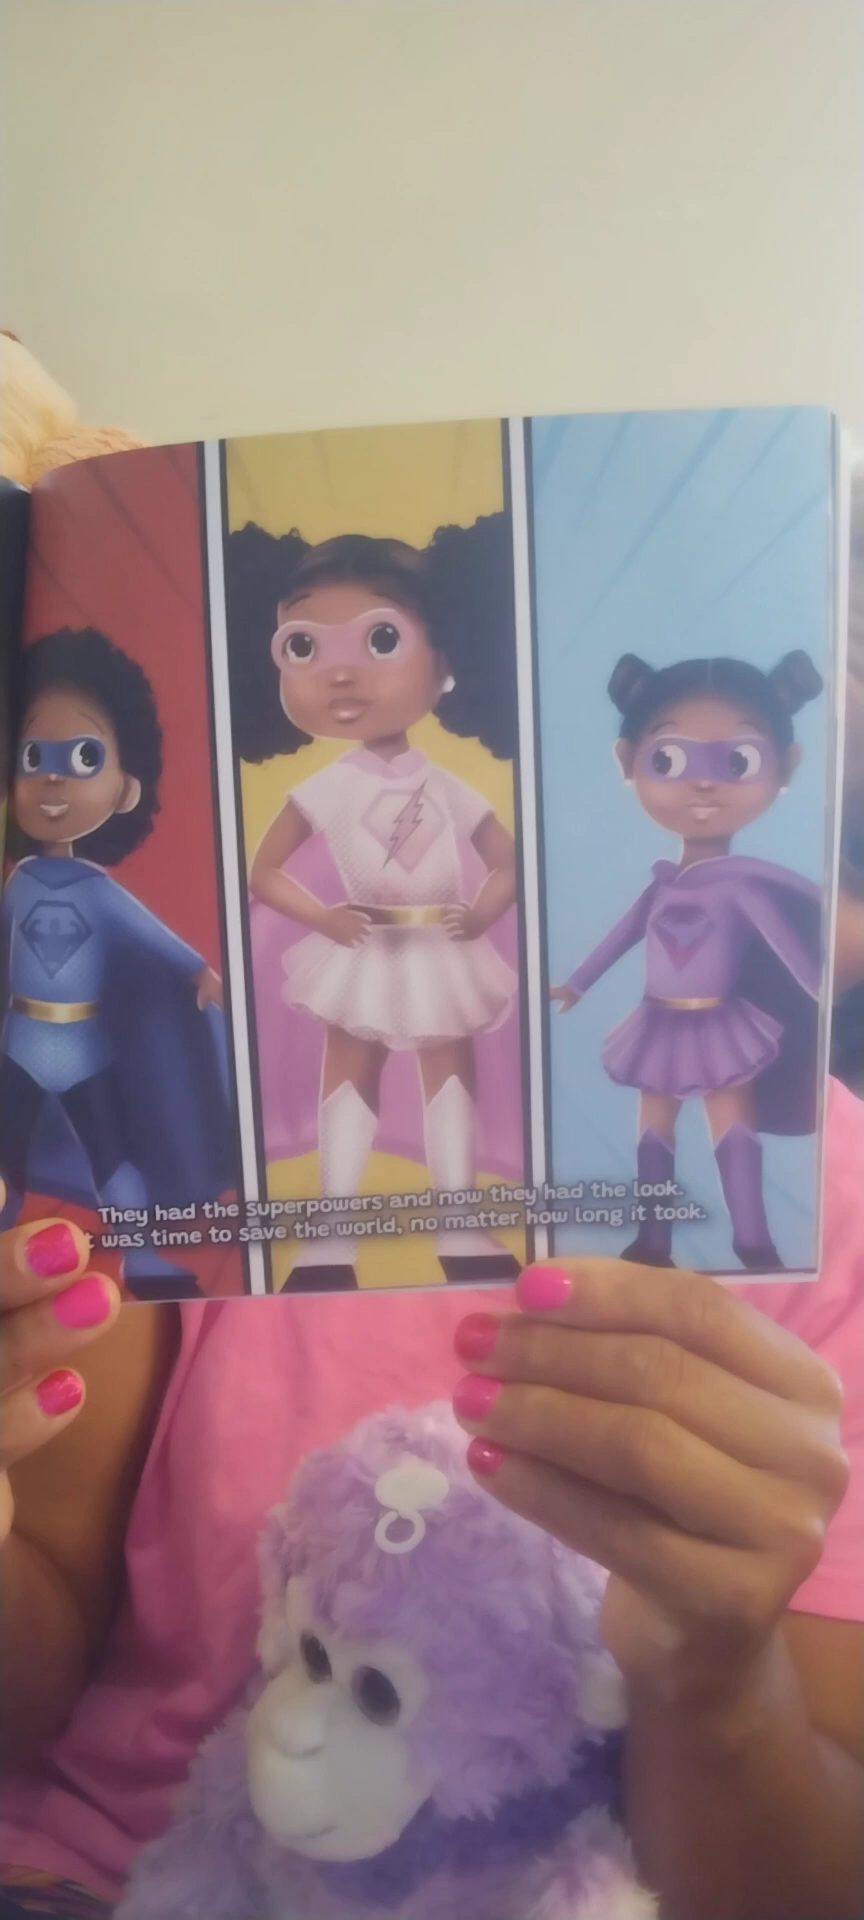 They had the superpowers and now they had the look.
t was time to save the world, no matter how long it took.